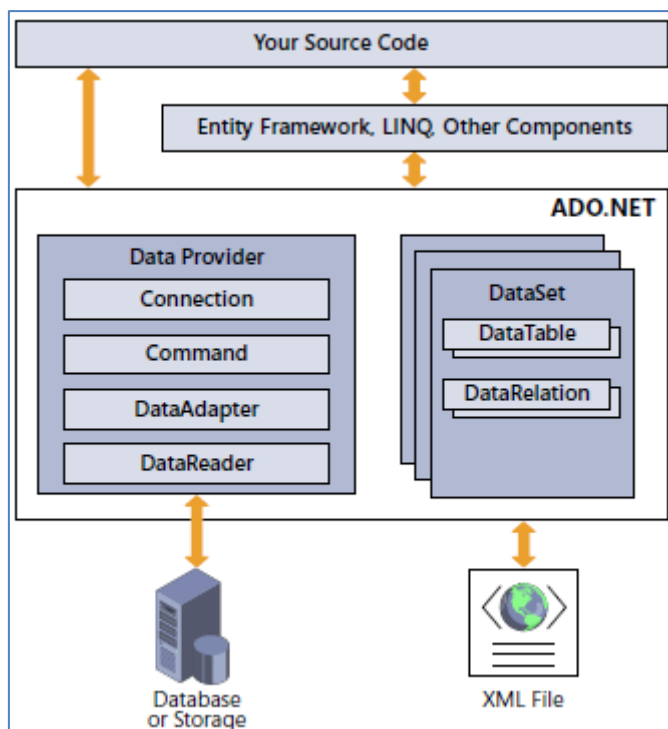 Your Source Code
Entity Framework, LINQ, Other Components
ADO.NET
Data Provider
Connection
Command
DataAdapter
DataReader
DataSet
DataTable
DataRelation
Database
or Storage
XML File